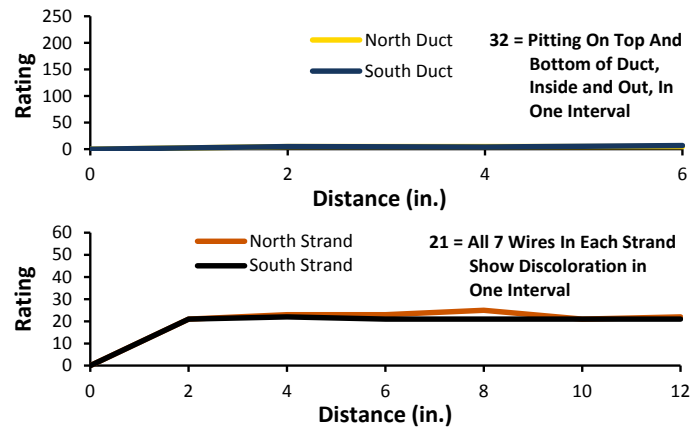 250
200
150
100
50
0
Rating
North Duct
South Duct
32 = Pitting On Top And
Bottom of Duct,
Inside and Out, In
One Interval
0 2 4 6
Distance (in.)
60
50
40
30
20
10
0
Rating
North Strand
South Strand
21 = All 7 Wires In Each Strand
Show Discoloration in
One Interval
0 2 4 6 8 10 12
Distance (in.)